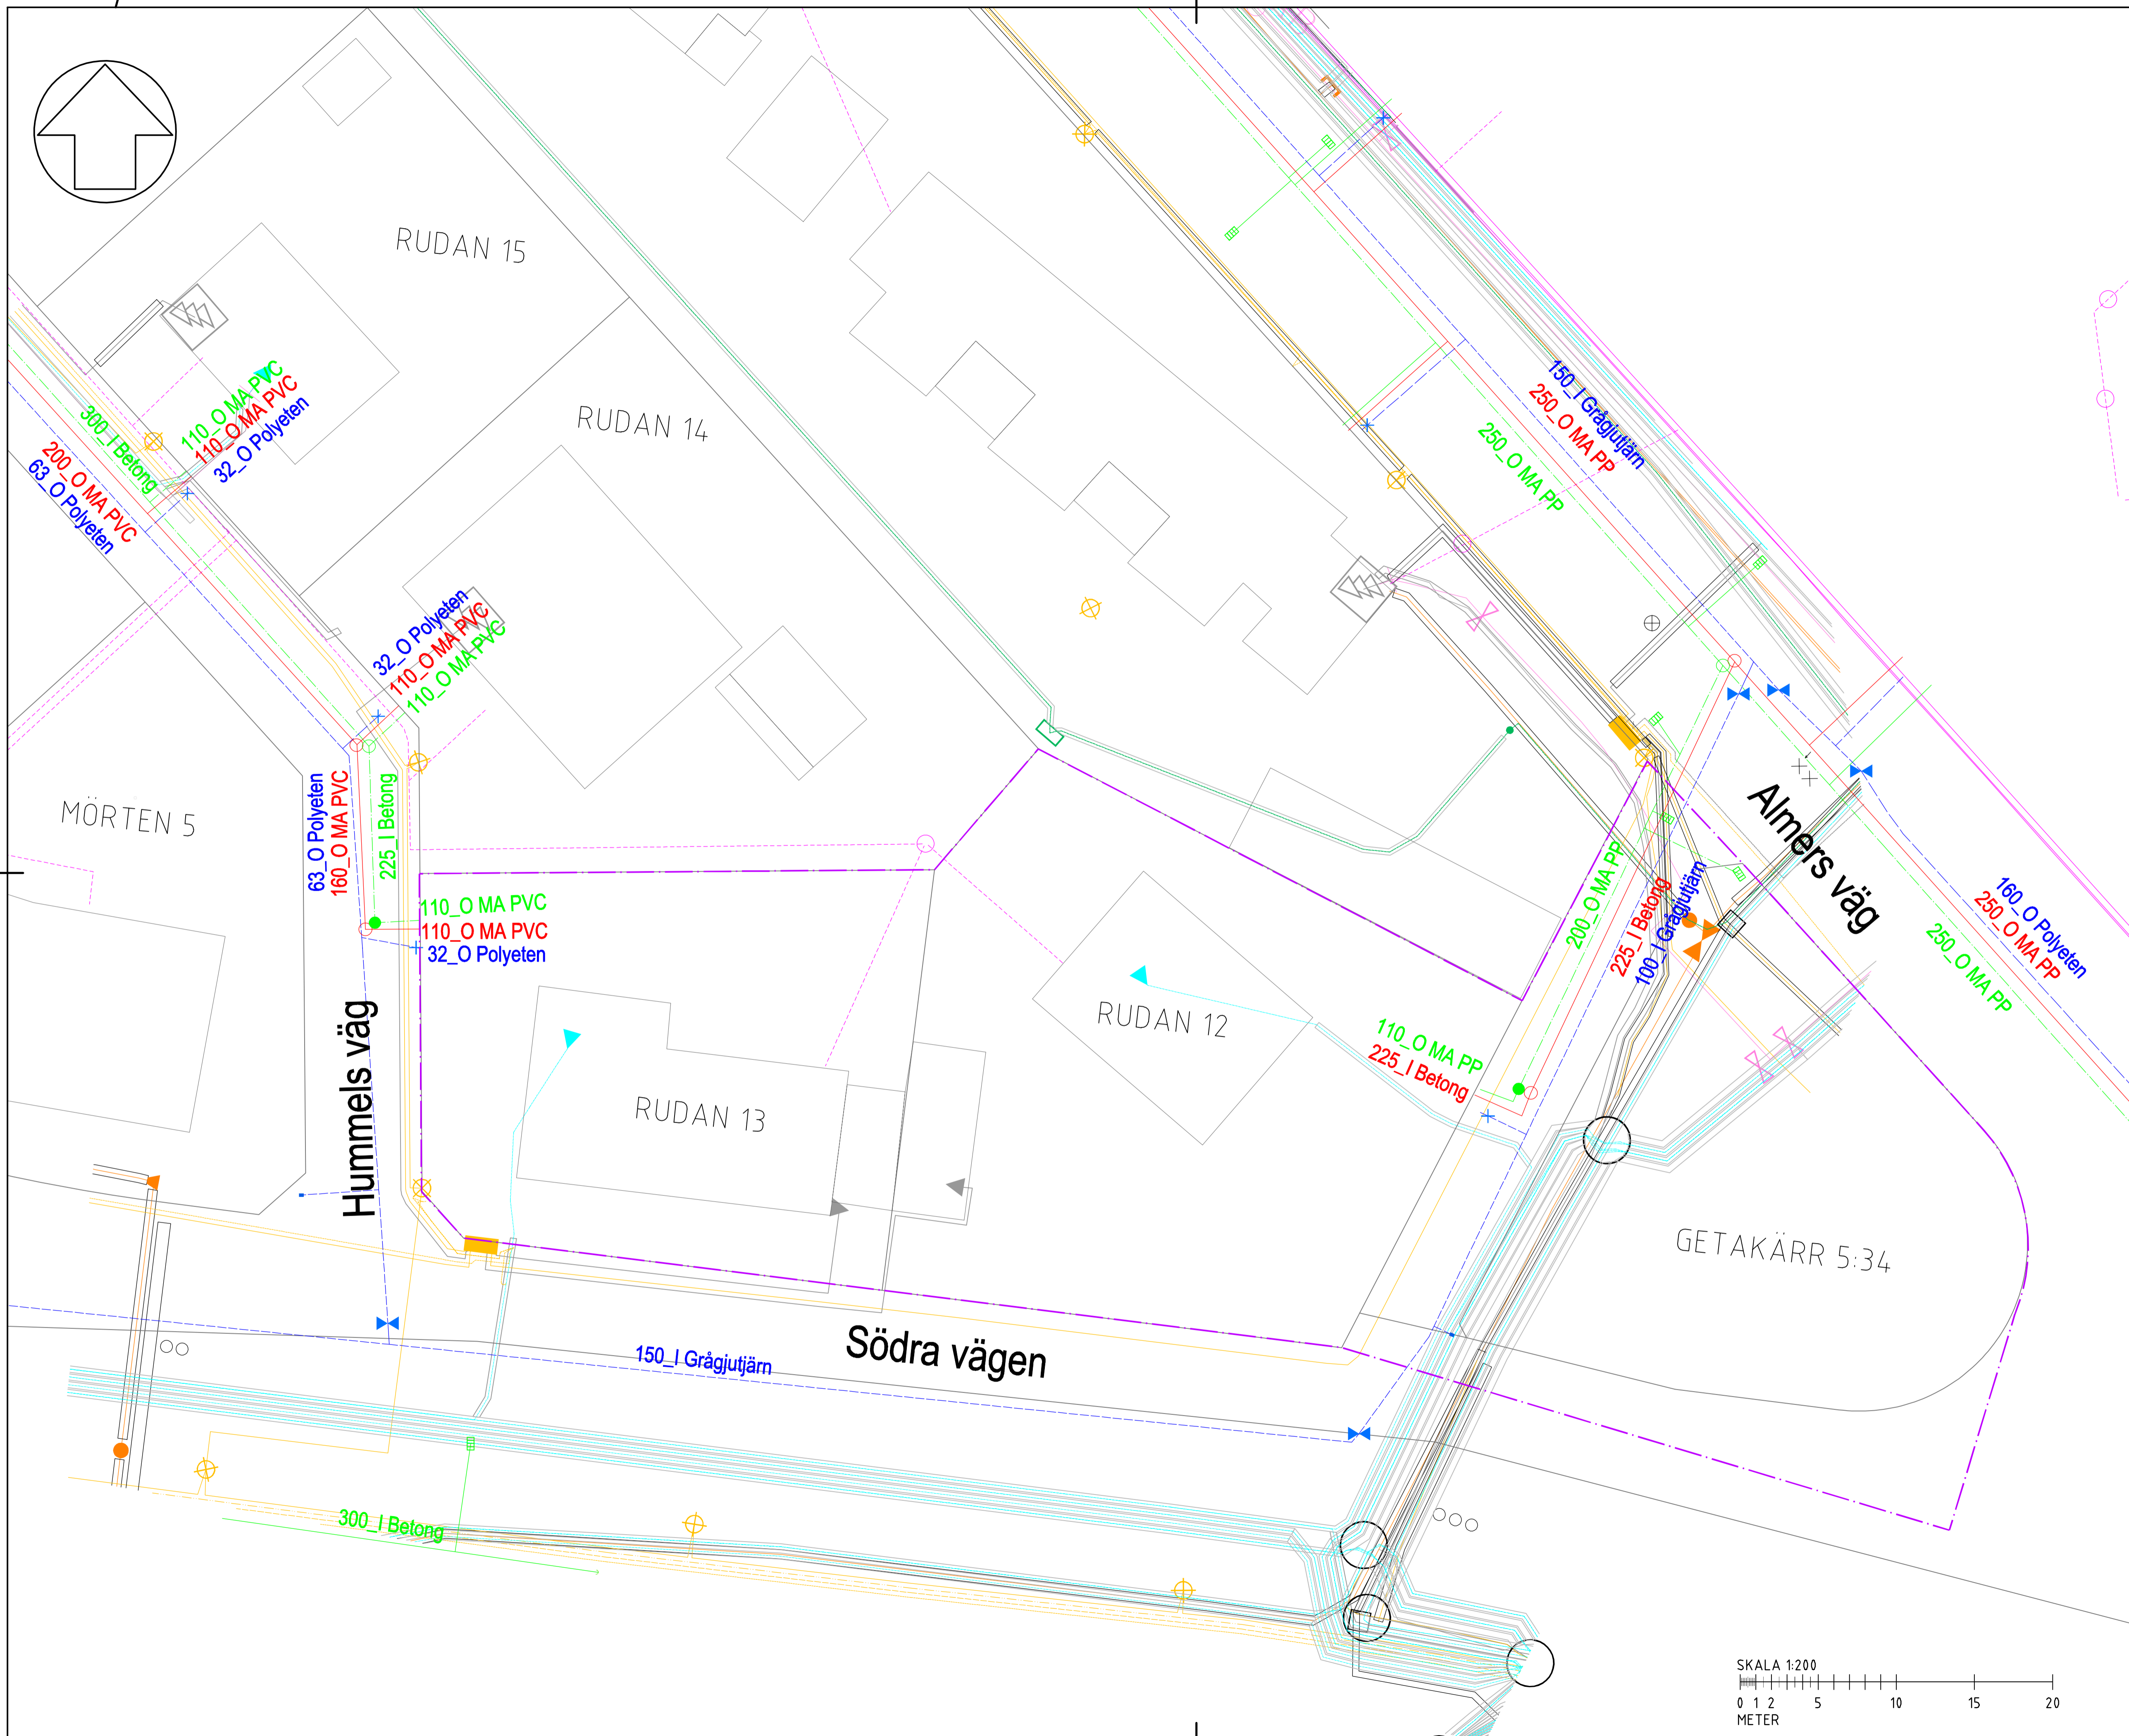 RUDAN 15
110_O MA PVC
110_O MA PVC
32_O Polyeten
300_I Betong
200_O MA PVC
63_O Polyeten
RUDAN 14
150_I Grågjutjärn
250_O MA PP
250_O MA PP
32_O Polyeten
110_O MA PVC
110_O MA PVC
MÖRTEN 5
63_O Polyeten
160_O MA PVC
225_I Betong
110_O MA PVC
110_O MA PVC
32_O Polyeten
Almers väg
200_O MA PP
225_I Betong
100_I Grågjutjärn
160_O Polyeten
250_O MA PP
250_O MA PP
Hummels väg
RUDAN 13
RUDAN 12
110_O MA PP
225_I Betong
GETAKÄRR 5:34
Södra vägen
150_I Grågjutjärn
300_I Betong
SKALA 1:200
0 1 2 5 10 15 20
METER